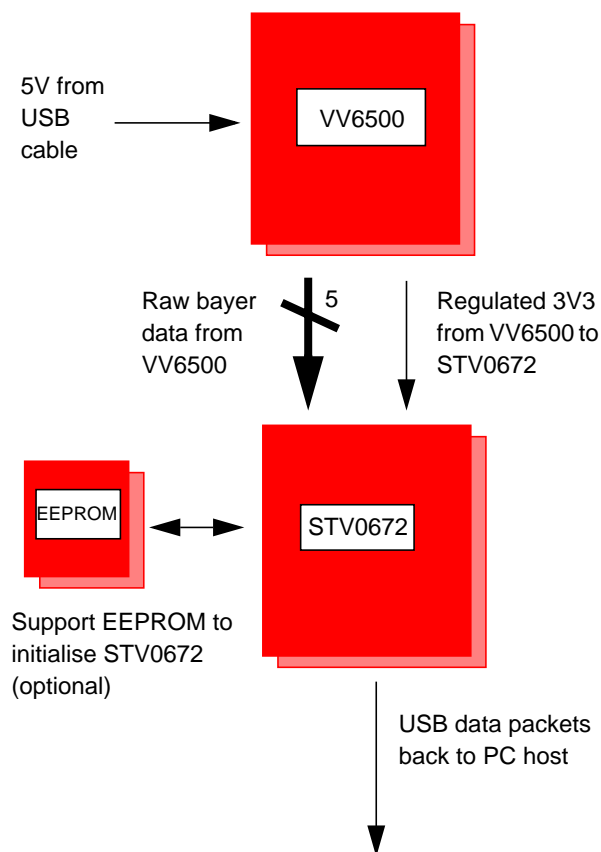 5V from
USB
cable
VV6500
Raw bayer
data from
VV6500
5
Regulated 3V3
from VV6500 to
STV0672
EEPROM
STV0672
Support EEPROM to
initialise STV0672
(optional)
USB data packets
back to PC host